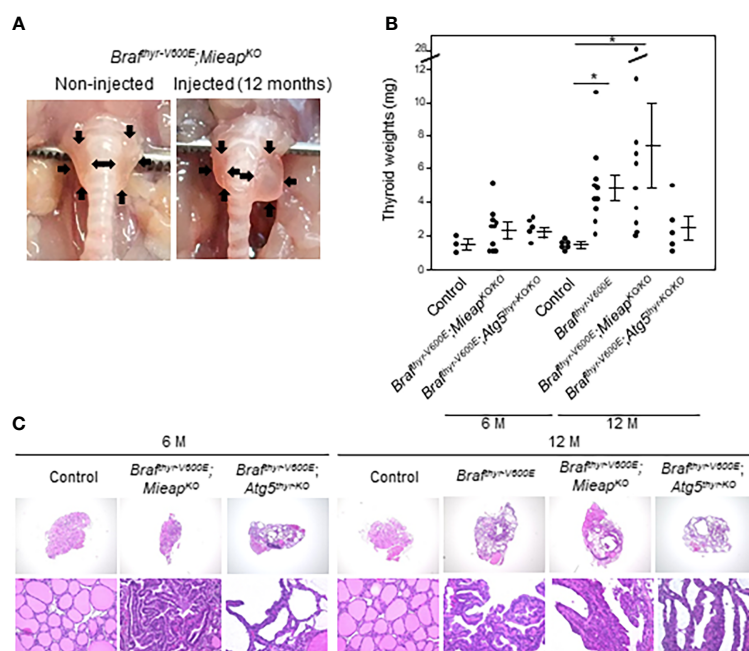 A
Braf^thyr-V600E;Mieap^KO
Non-injected
Injected (12 months)
B
*
*
28
12
10
8
6
4
2
0
Thyroid weights (mg)
Control
Braf^thyr-V600E;Mieap^KO/KO
Braf^thyr-V600E;Atg5^thyr-KO/KO
Control
Braf^thyr-V600E
Braf^thyr-V600E;Mieap^KO/KO
Braf^thyr-V600E;Atg5^thyr-KO/KO
6 M
12 M
C
6 M
12 M
Control
Braf^thyr-V600E;
Mieap^KO
Braf^thyr-V600E;
Atg5^thyr-KO
Control
Braf^thyr-V600E
Braf^thyr-V600E;
Mieap^KO
Braf^thyr-V600E;
Atg5^thyr-KO